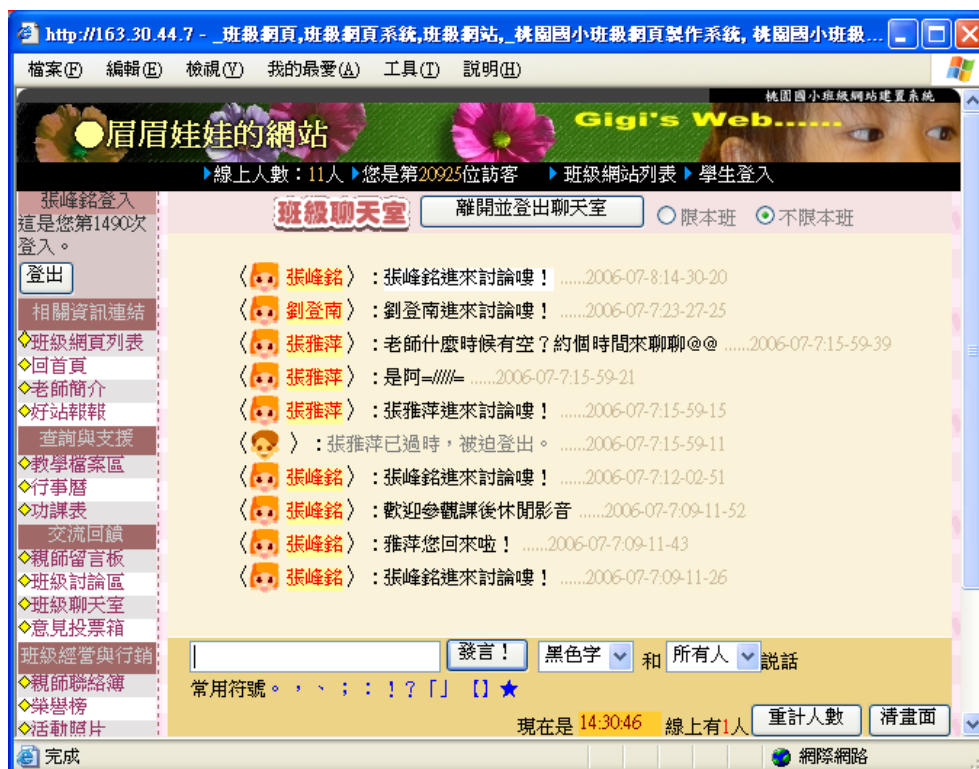 http://163.30.44.7 - _班級網頁,班級網頁系統,班級網站,_桃園國小班級網頁製作系統, 桃園國小班級...
檔案(F) 編輯(E) 檢視(V) 我的最愛(A) 工具(T) 說明(H)
桃園國小班級網站建置系統
眉眉娃娃的網站
Gigi's Web......
線上人數：11人 您是第20925位訪客 班級網站列表 學生登入
張峰銘登入
這是您第1490次
登入。
登出
相關資訊連結
班級網頁列表
回首頁
老師簡介
好站報報
查詢與支援
教學檔案區
行事曆
功課表
交流回饋
親師留言板
班級討論區
班級聊天室
意見投票箱
班級經營與行銷
親師聯絡簿
榮譽榜
活動照片
班級聊天室 離開並登出聊天室 限本班 不限本班
〈張峰銘〉：張峰銘進來討論嘍！ ......2006-07-8:14-30-20
〈劉登南〉：劉登南進來討論嘍！ ......2006-07-7:23-27-25
〈張雅萍〉：老師什麼時候有空？約個時間來聊聊@@ ......2006-07-7:15-59-39
〈張雅萍〉：是阿=/////= ......2006-07-7:15-59-21
〈張雅萍〉：張雅萍進來討論嘍！ ......2006-07-7:15-59-15
〈 〉：張雅萍已過時，被迫登出。 ......2006-07-7:15-59-11
〈張峰銘〉：張峰銘進來討論嘍！ ......2006-07-7:12-02-51
〈張峰銘〉：歡迎參觀課後休閒影音 ......2006-07-7:09-11-52
〈張峰銘〉：雅萍您回來啦！ ......2006-07-7:09-11-43
〈張峰銘〉：張峰銘進來討論嘍！ ......2006-07-7:09-11-26
發言！ 黑色字 和 所有人 說話
常用符號。，、；：！？「」【】★
現在是 14:30:46 線上有1人 重計人數 清畫面
完成 網際網路